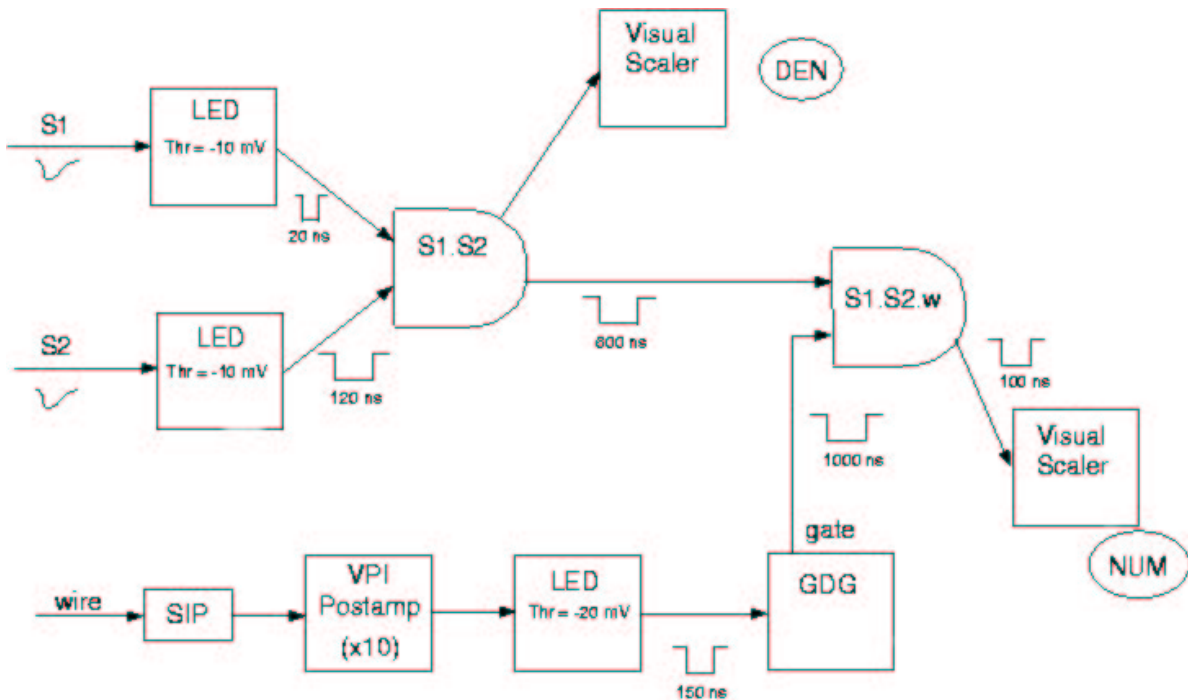 Visual
Scaler
DEN
S1
LED
Thr= -10 mV
20 ns
S1.S2
S1.S2.w
S2
LED
Thr= -10 mV
120 ns
600 ns
100 ns
1000 ns
Visual
Scaler
gate
wire
SIP
VPI
Postamp
(x10)
LED
Thr= -20 mV
150 ns
GDG
NUM